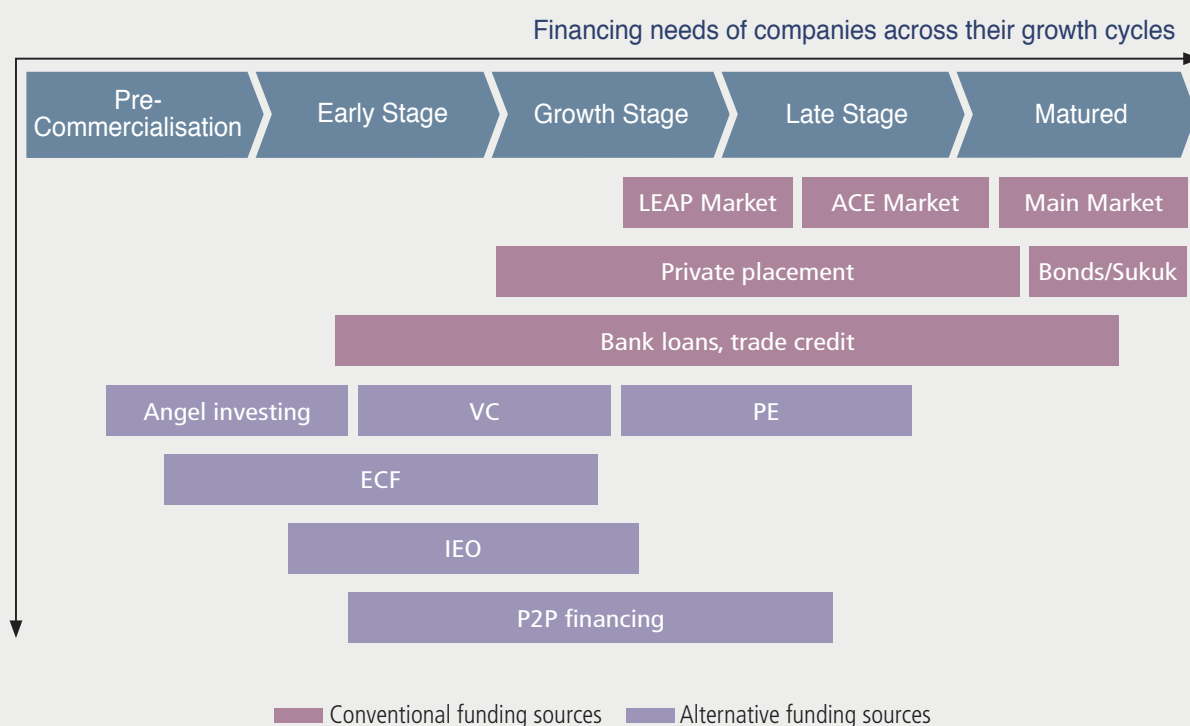 Financing needs of companies across their growth cycles
Pre-
Commercialisation
Early Stage
Growth Stage
Late Stage
Matured
LEAP Market
ACE Market
Main Market
Private placement
Bonds/Sukuk
Bank loans, trade credit
Angel investing
VC
PE
ECF
IEO
P2P financing
Conventional funding sources
Alternative funding sources